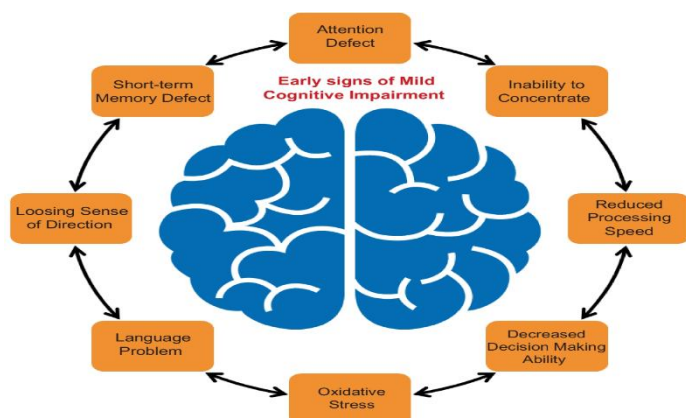 Attention
Defect
Early signs of Mild
Cognitive Impairment
Short-term
Memory Defect
Inability to
Concentrate
Loosing Sense
of Direction
Reduced
Processing
Speed
Language
Problem
Decreased
Decision Making
Ability
Oxidative
Stress